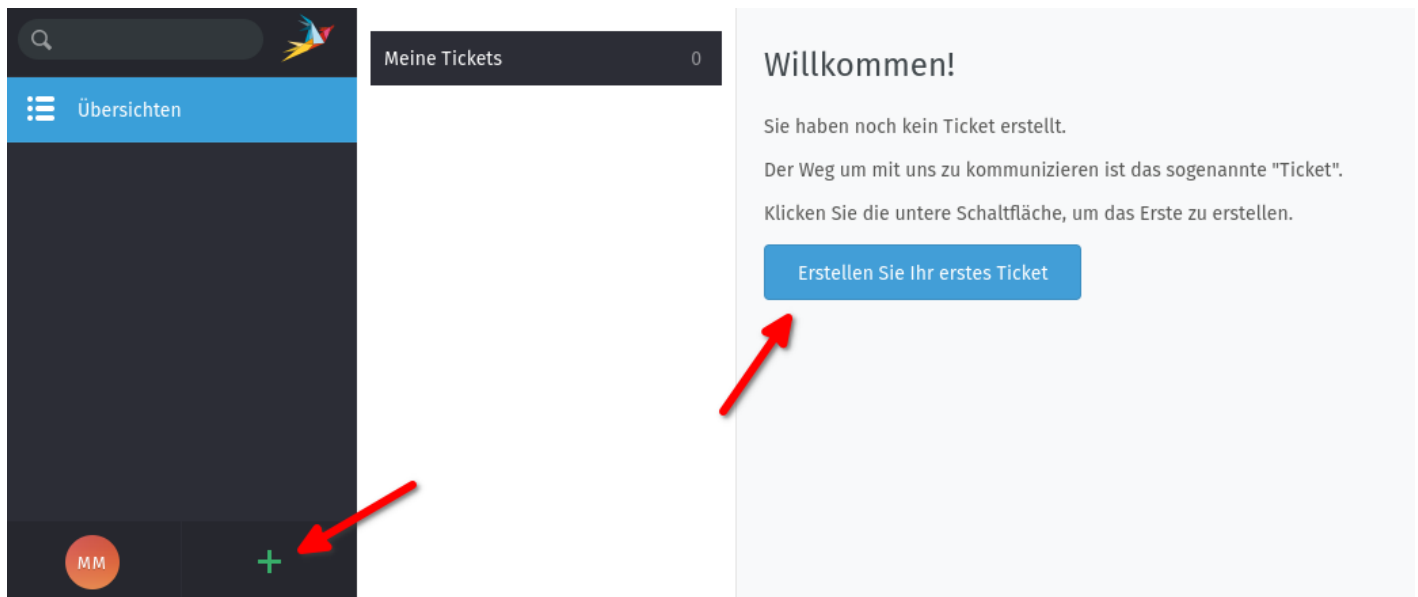 Übersichten
MM
Meine Tickets 0
Willkommen!
Sie haben noch kein Ticket erstellt.
Der Weg um mit uns zu kommunizieren ist das sogenannte "Ticket".
Klicken Sie die untere Schaltfläche, um das Erste zu erstellen.
Erstellen Sie Ihr erstes Ticket